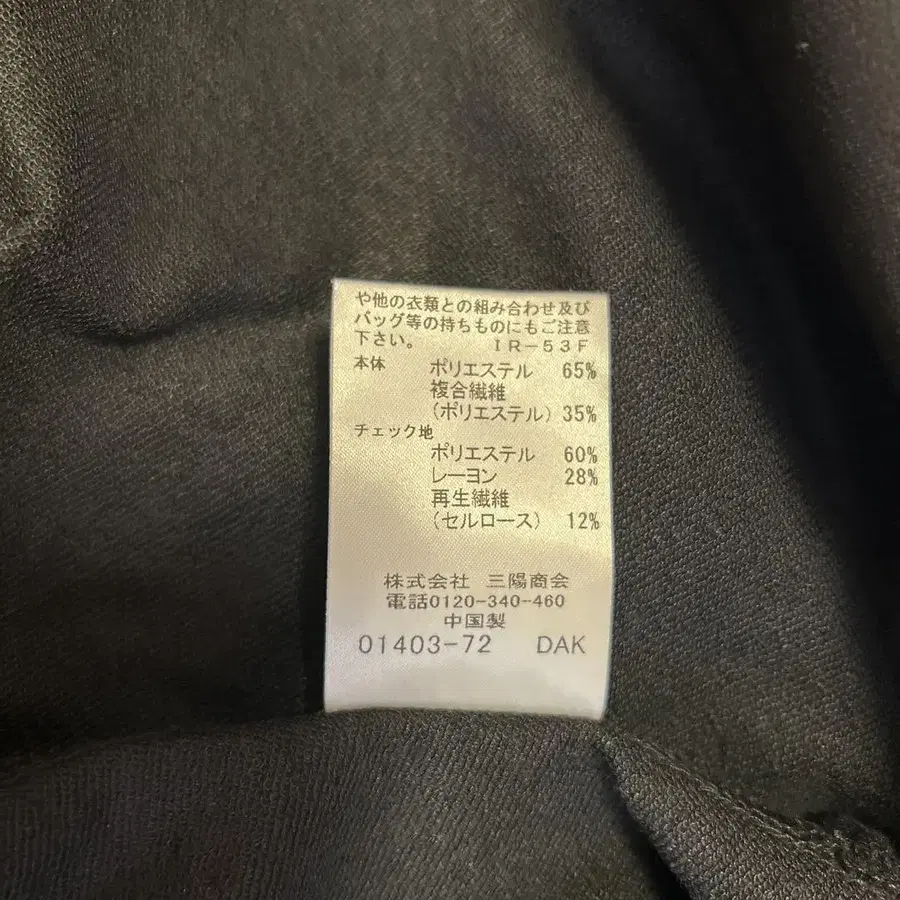 や他の衣類との組み合わせ及び
バッグ等の持ちものにもご注意
下さい。 IR-53F
本体 ポリエステル 65%
複合繊維
(ポリエステル) 35%
チェック地
ポリエステル 60%
レーヨン 28%
再生繊維
(セルロース) 12%
株式会社 三陽商会
電話0120-340-460
中国製
01403-72 DAK